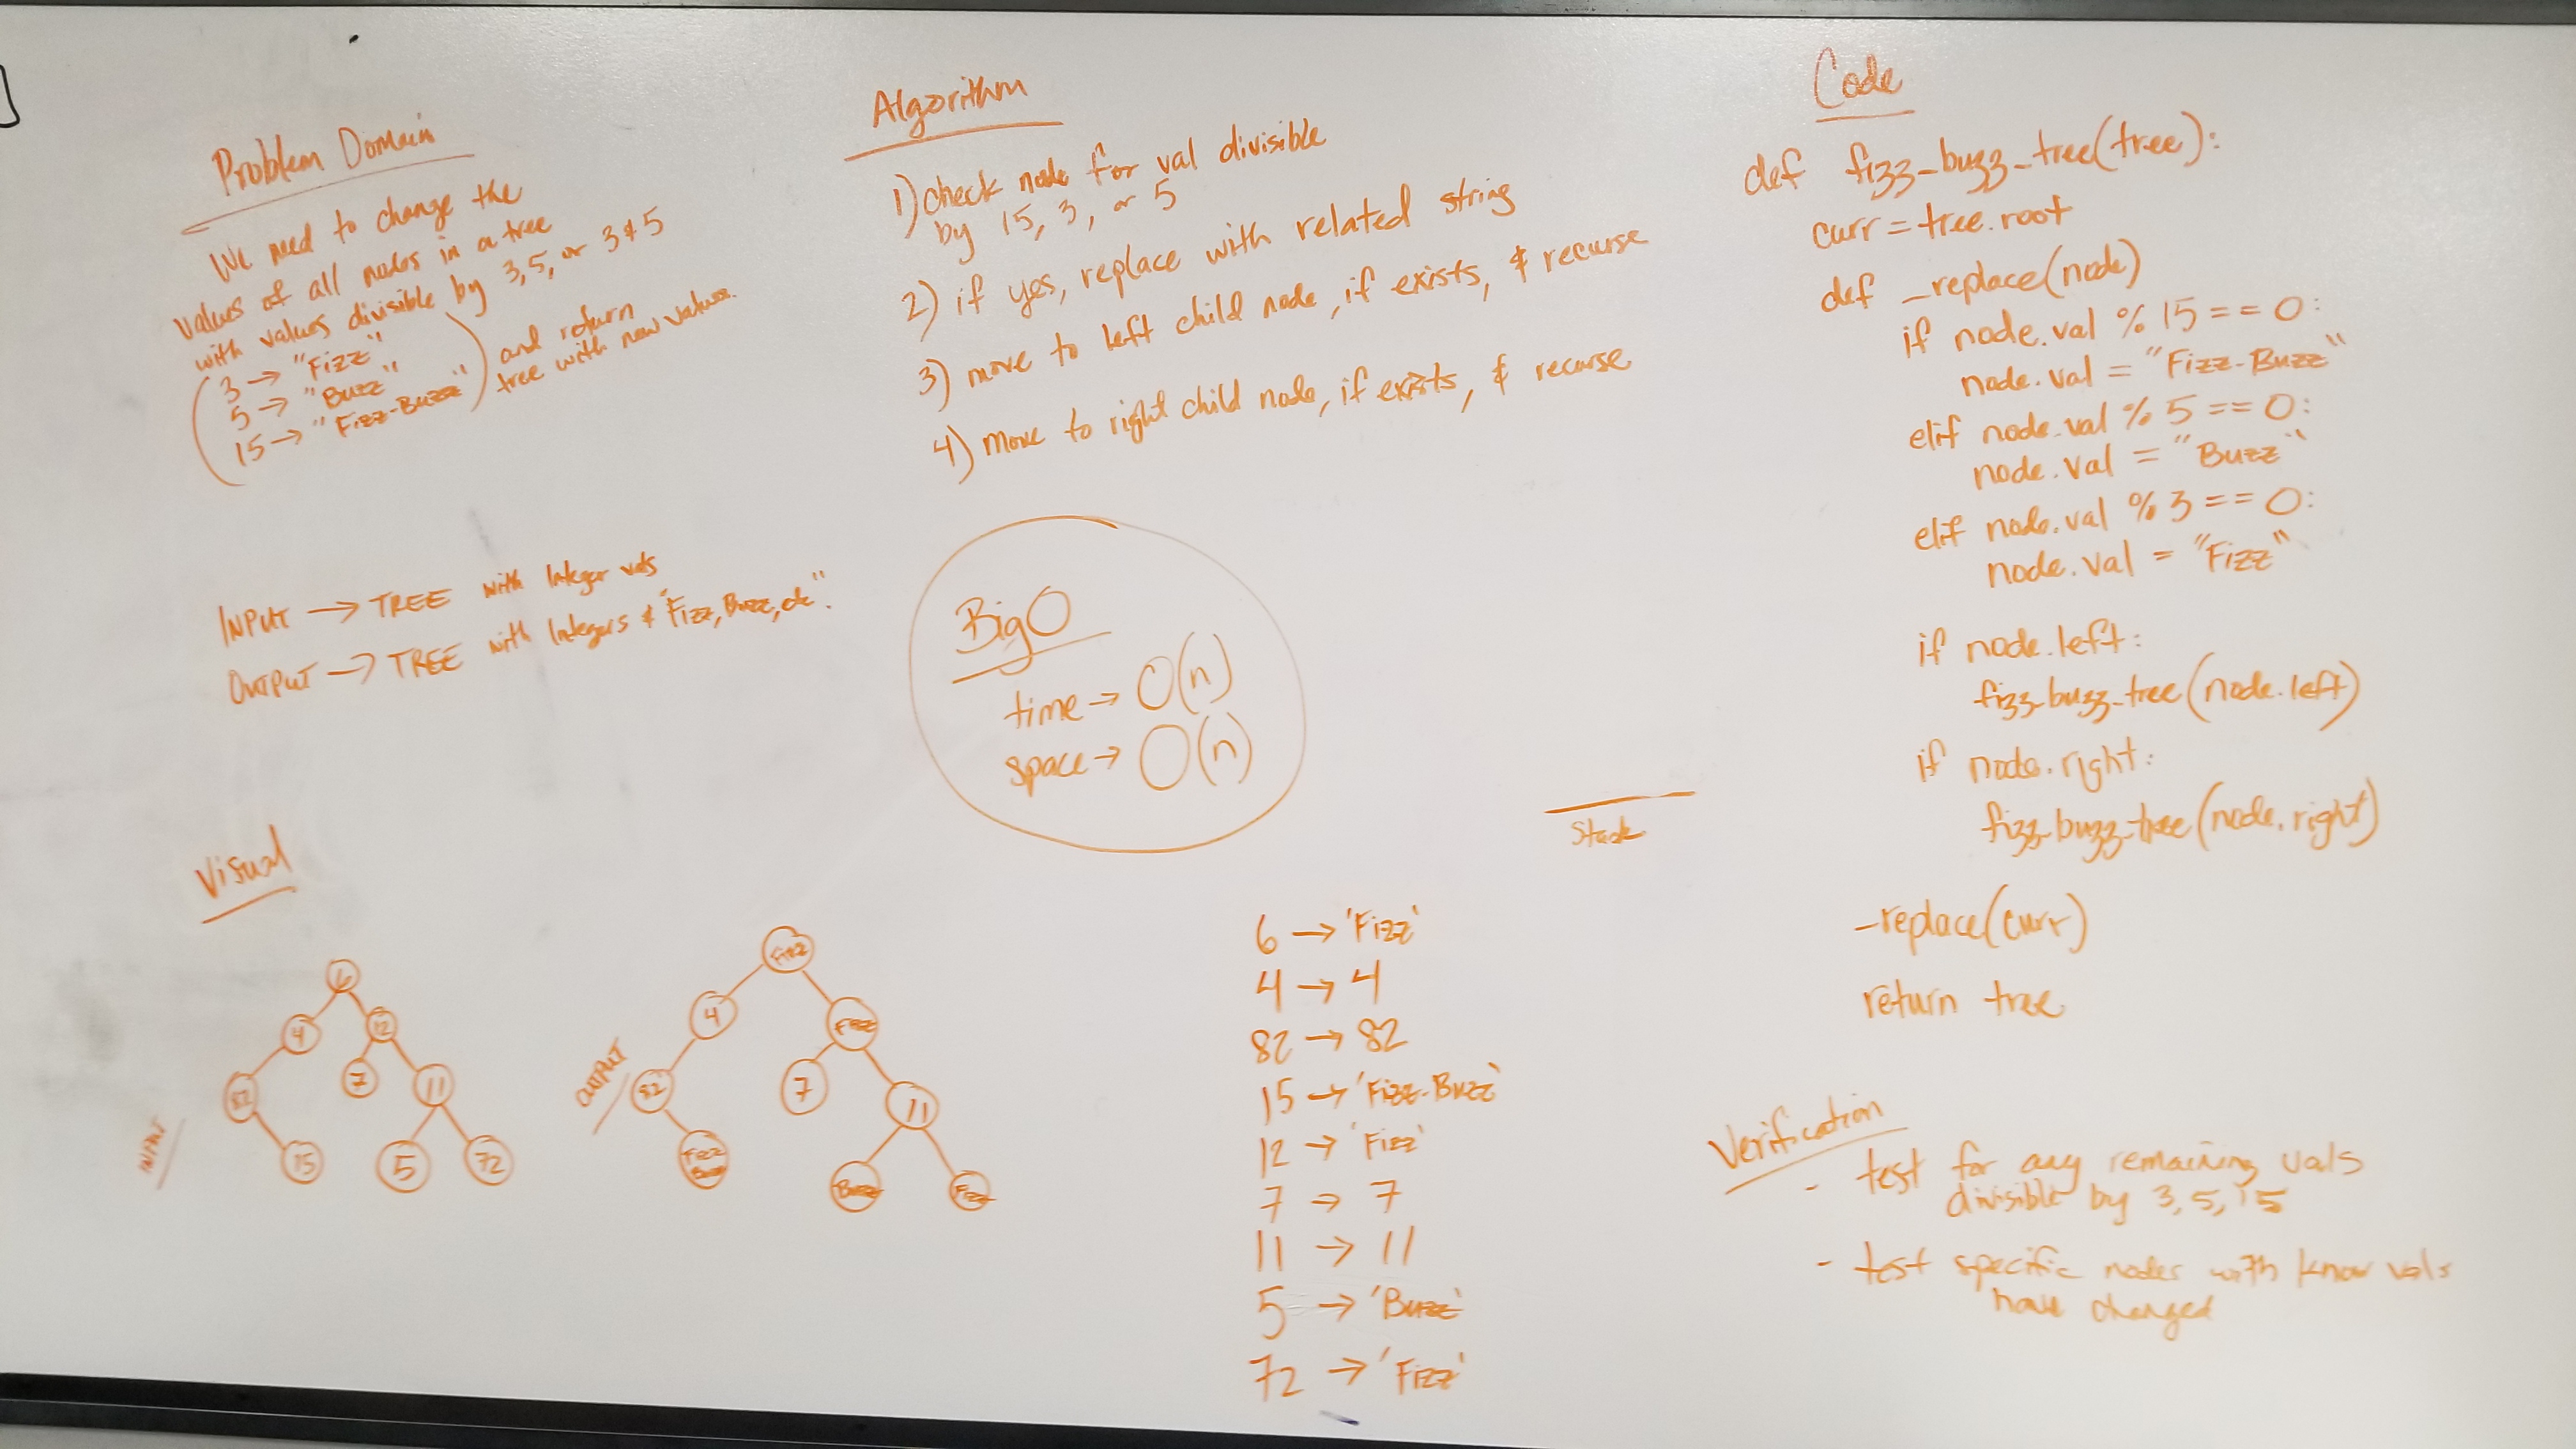 Problem Domain
We need to change the
values of all nodes in a tree
with values divisible by 3, 5, or 3 & 5
(3 → "Fizz"
5 → "Buzz"
15 → "Fizz-Buzz")
and return
tree with new values.
INPUT → TREE with Integer vals
OUTPUT → TREE with Integers & "Fizz, Buzz, etc".
Visual
INPUT
6
4
12
82
7
11
15
5
72
OUTPUT
Fizz
4
Fizz
82
7
11
Fizz
Buzz
Buzz
Fizz
Algorithm
1) check node for val divisible
by 15, 3, or 5
2) if yes, replace with related string
3) move to left child node, if exists, & recurse
4) move to right child node, if exists, & recurse
Big O
time → O(n)
space → O(n)
Stack
6 → 'Fizz'
4 → 4
82 → 82
15 → 'Fizz-Buzz'
12 → 'Fizz'
7 → 7
11 → 11
5 → 'Buzz'
72 → 'Fizz'
Code
def fizz_buzz_tree(tree):
curr = tree.root
def _replace(node)
if node.val % 15 == 0:
node.val = "Fizz-Buzz"
elif node.val % 5 == 0:
node.val = "Buzz"
elif node.val % 3 == 0:
node.val = "Fizz"
if node.left:
fizz_buzz_tree(node.left)
if node.right:
fizz_buzz_tree(node.right)
_replace(curr)
return tree
Verification
- test for any remaining vals
divisible by 3, 5, 15
- test specific nodes with know vals
have changed